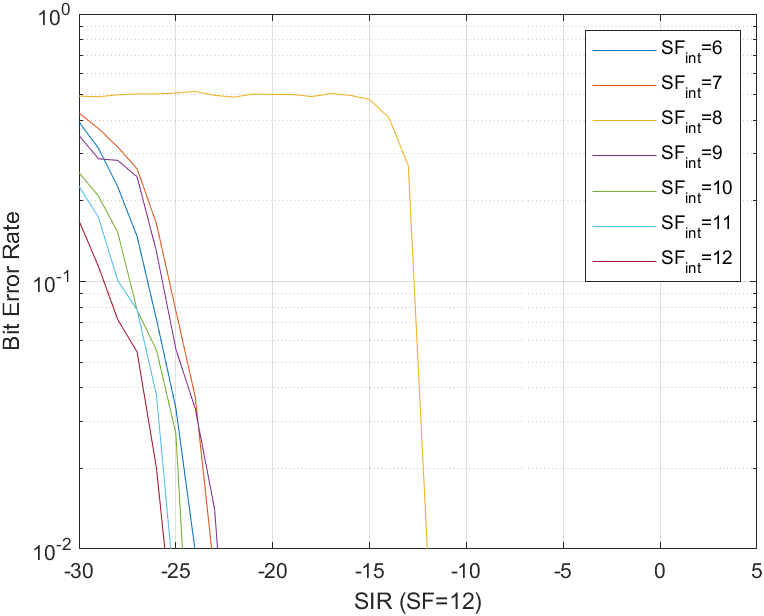 10^0
10^-1
10^-2
Bit Error Rate
SF_int=6
SF_int=7
SF_int=8
SF_int=9
SF_int=10
SF_int=11
SF_int=12
-30 -25 -20 -15 -10 -5 0 5
SIR (SF=12)